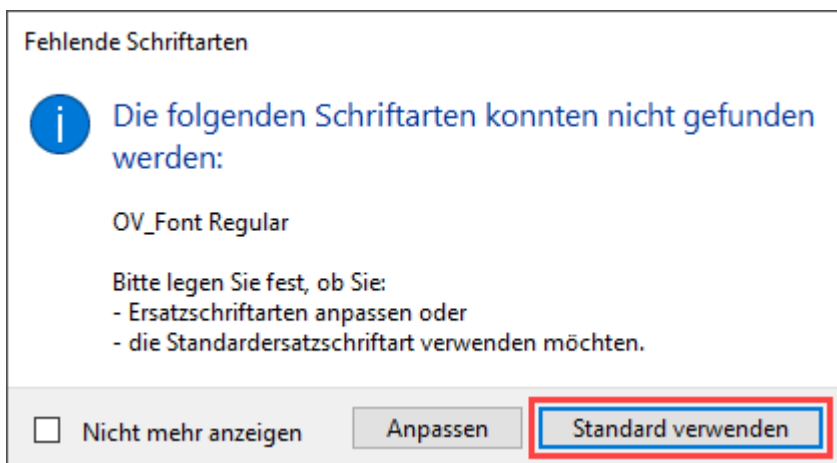 Fehlende Schriftarten
Die folgenden Schriftarten konnten nicht gefunden
werden:
OV_Font Regular
Bitte legen Sie fest, ob Sie:
- Ersatzschriftarten anpassen oder
- die Standardersatzschriftart verwenden möchten.
Nicht mehr anzeigen Anpassen Standard verwenden